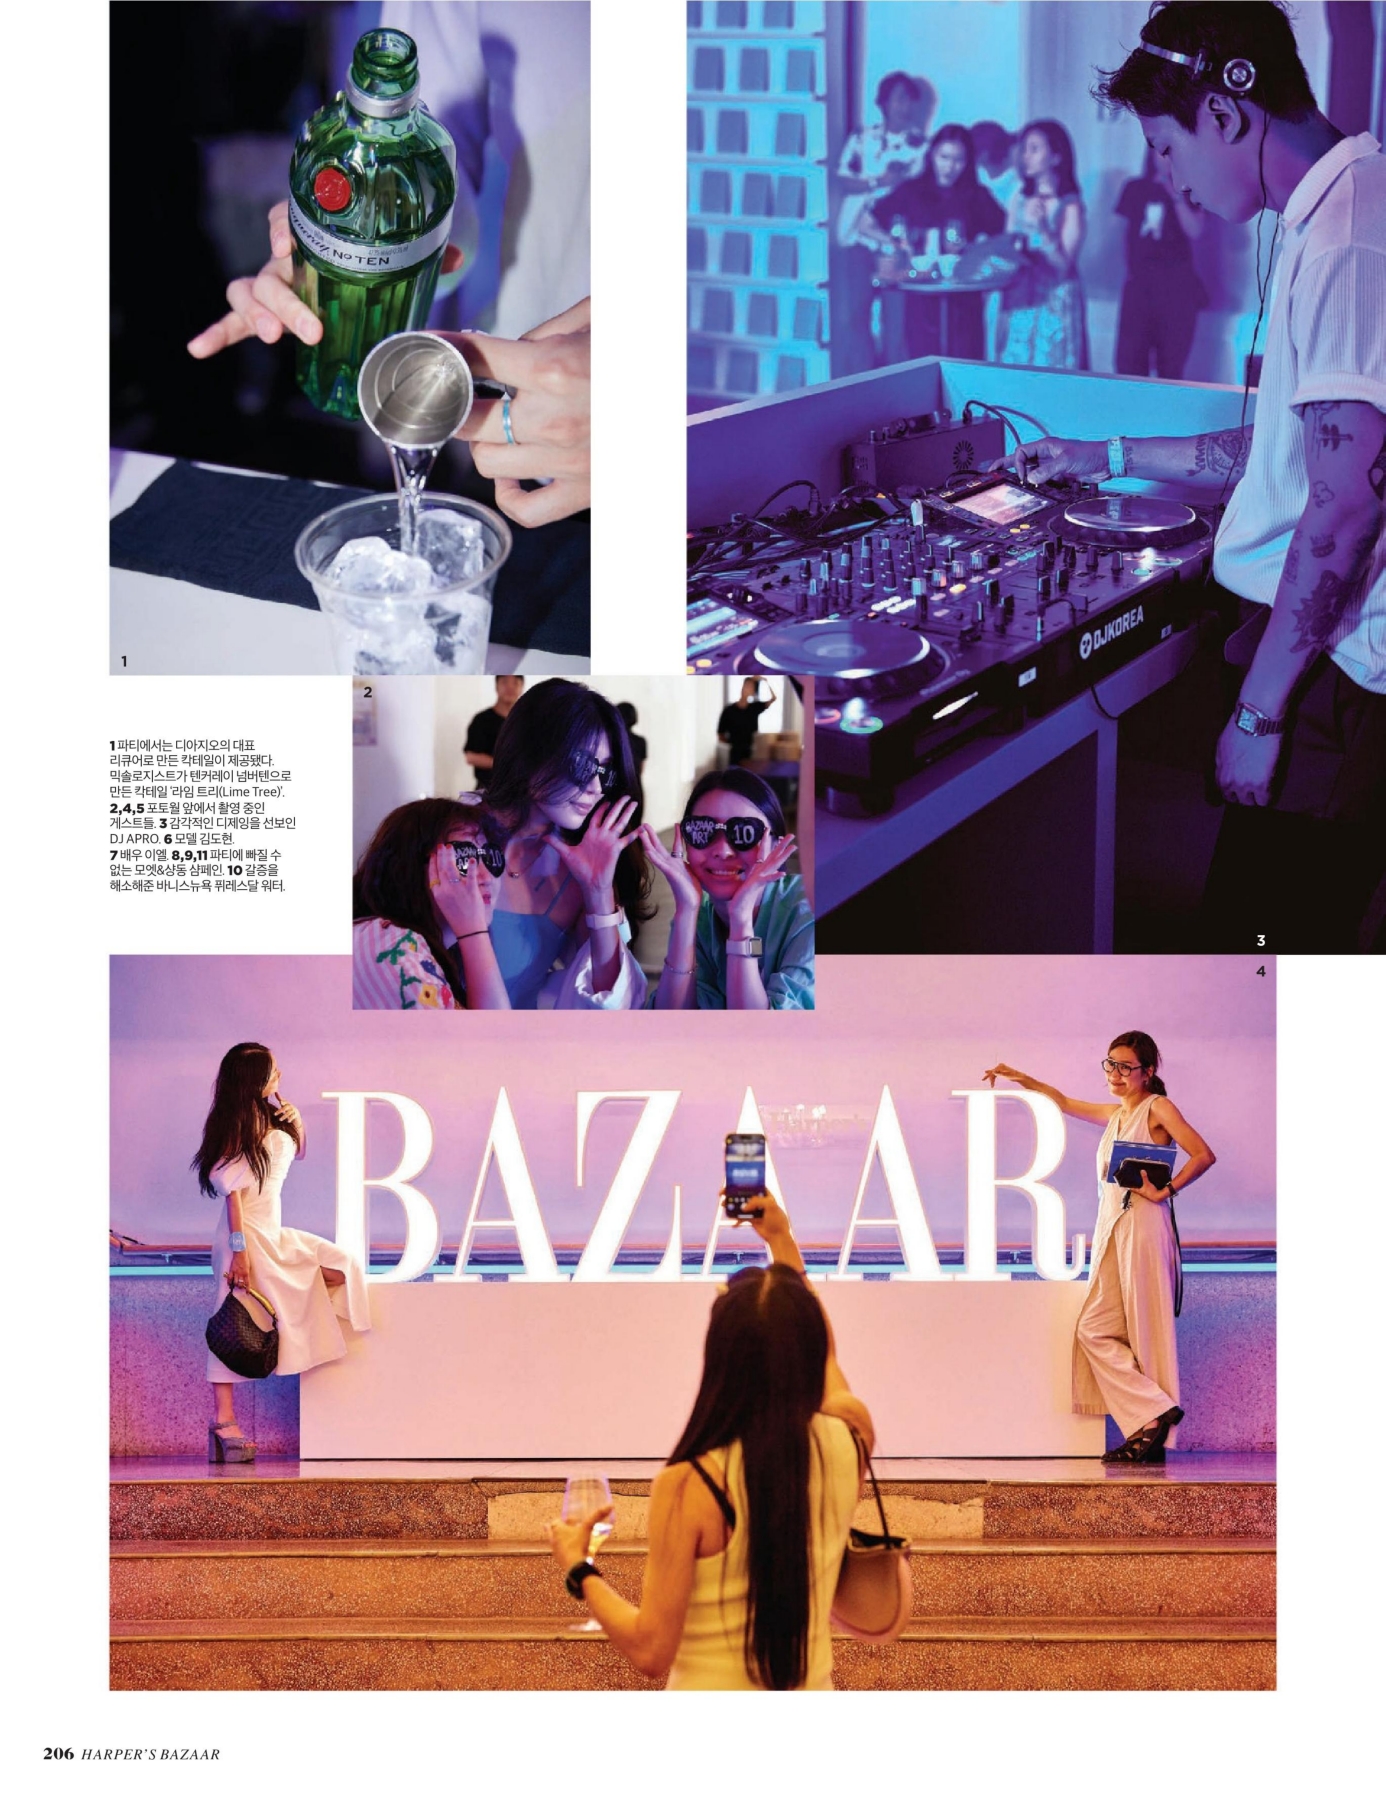 Nº TEN
1
DJKOREA
2
BAZAAR
ART
10
BAZAAR
ART
10
3
1 파티에서는 디아지오의 대표
리큐어로 만든 칵테일이 제공됐다.
믹솔로지스트가 텐커레이 넘버텐으로
만든 칵테일 ‘라임 트리(Lime Tree)’.
2,4,5 포토월 앞에서 촬영 중인
게스트들. 3 감각적인 디제잉을 선보인
DJ APRO. 6 모델 김도현.
7 배우 이엘. 8,9,11 파티에 빠질 수
없는 모엣&샹동 샴페인. 10 갈증을
해소해준 바니스뉴욕 퓌레스달 워터.
4
BAZAAR
206 HARPER'S BAZAAR